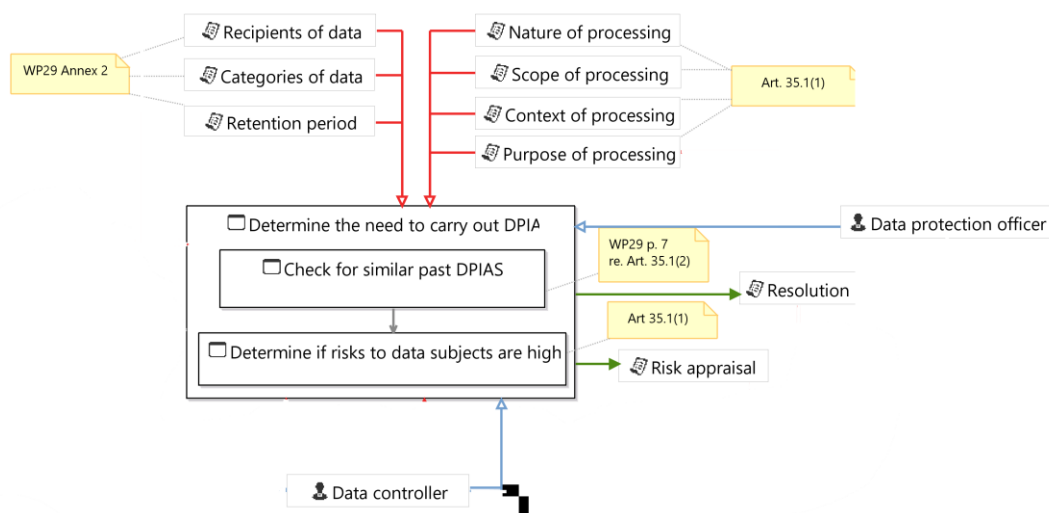 Recipients of data
Nature of processing
WP29 Annex 2
Categories of data
Scope of processing
Art. 35.1(1)
Retention period
Context of processing
Purpose of processing
Determine the need to carry out DPIA
Data protection officer
Check for similar past DPIAS
WP29 p. 7
re. Art. 35.1(2)
Resolution
Art 35.1(1)
Determine if risks to data subjects are high
Risk appraisal
Data controller